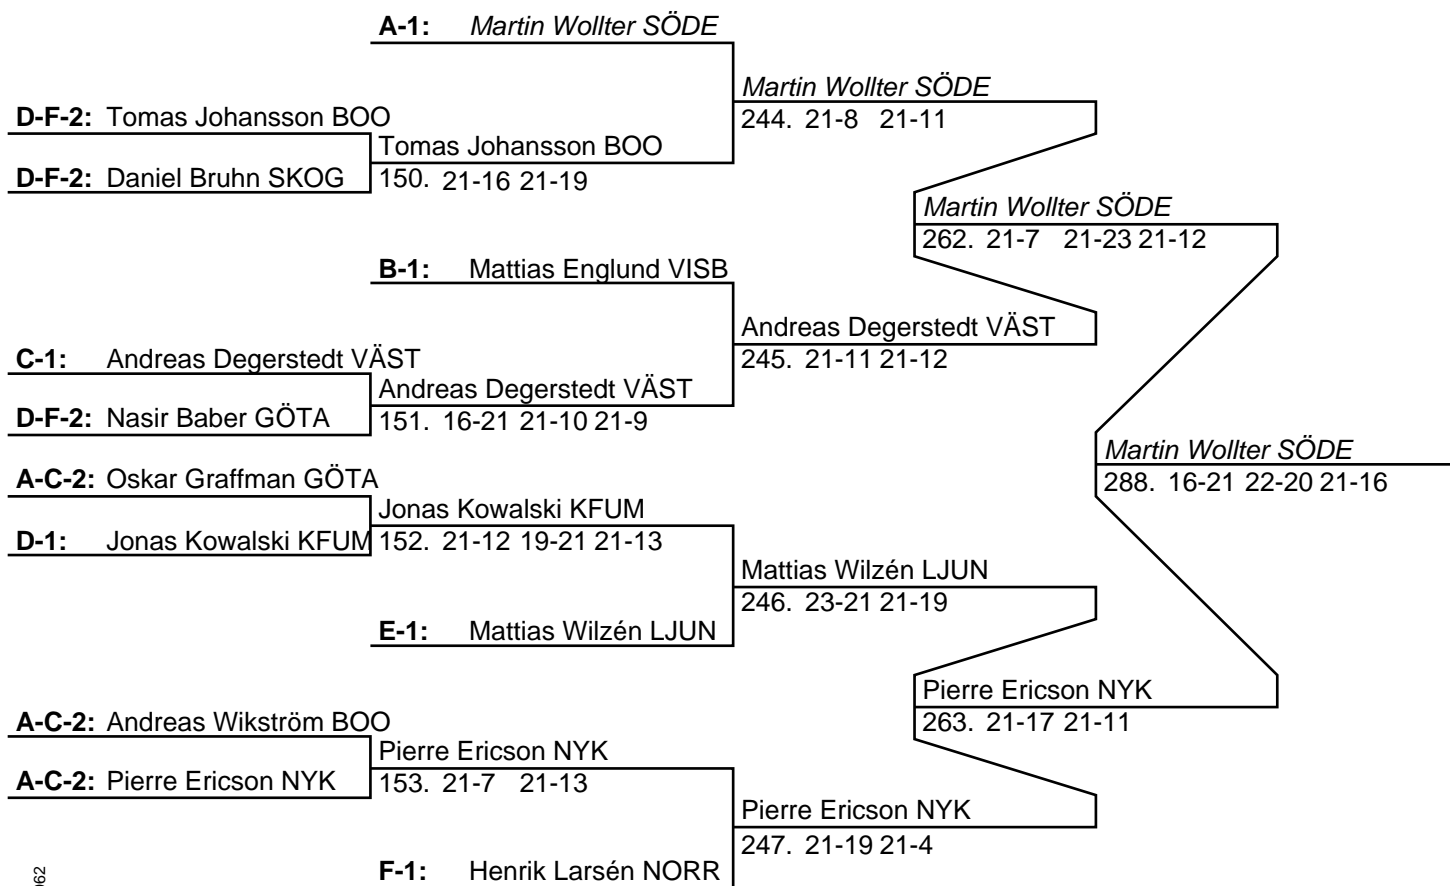 A-1: Martin Wollter SÖDE
Martin Wollter SÖDE
244. 21-8 21-11
D-F-2: Tomas Johansson BOO
Tomas Johansson BOO
D-F-2: Daniel Bruhn SKOG
150. 21-16 21-19
Martin Wollter SÖDE
262. 21-7 21-23 21-12
B-1: Mattias Englund VISB
Andreas Degerstedt VÄST
245. 21-11 21-12
C-1: Andreas Degerstedt VÄST
Andreas Degerstedt VÄST
D-F-2: Nasir Baber GÖTA
151. 16-21 21-10 21-9
Martin Wollter SÖDE
288. 16-21 22-20 21-16
A-C-2: Oskar Graffman GÖTA
Jonas Kowalski KFUM
D-1: Jonas Kowalski KFUM
152. 21-12 19-21 21-13
Mattias Wilzén LJUN
246. 23-21 21-19
E-1: Mattias Wilzén LJUN
Pierre Ericson NYK
263. 21-17 21-11
A-C-2: Andreas Wikström BOO
Pierre Ericson NYK
A-C-2: Pierre Ericson NYK
153. 21-7 21-13
Pierre Ericson NYK
247. 21-19 21-4
F-1: Henrik Larsén NORR